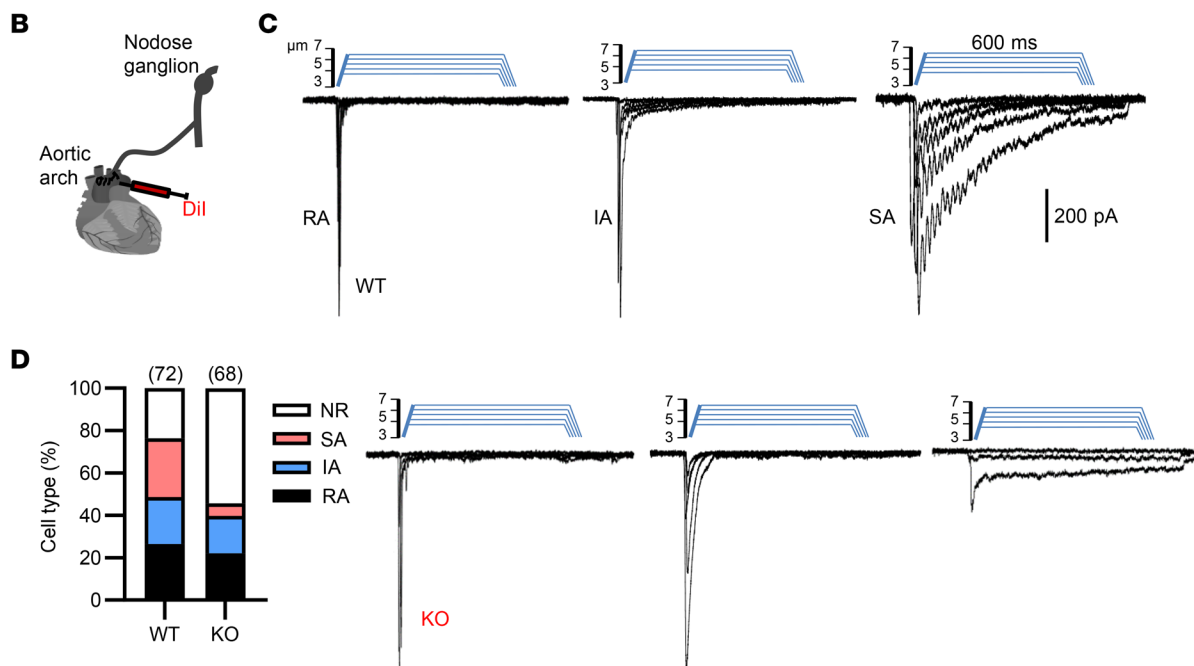 B
Nodose
ganglion
Aortic
arch
DiI
C
µm 7
5
3
RA
WT
7
5
3
IA
600 ms
7
5
3
SA
200 pA
D
(72) (68)
100
80
60
40
20
0
Cell type (%)
WT KO
NR
SA
IA
RA
7
5
3
KO
7
5
3
7
5
3